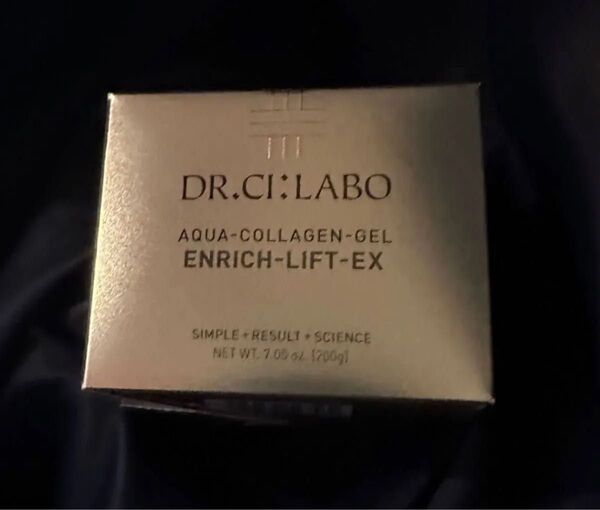 DR.CI:LABO
AQUA-COLLAGEN-GEL
ENRICH-LIFT-EX
SIMPLE + RESULT + SCIENCE
NET WT. 7.05 oz. [200g]